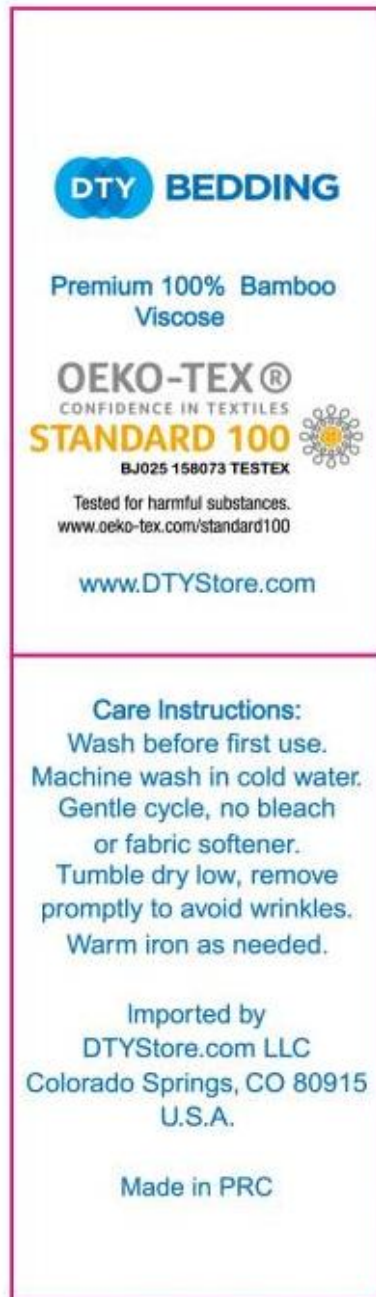 DTY BEDDING
Premium 100% Bamboo
Viscose
OEKO-TEX®
CONFIDENCE IN TEXTILES
STANDARD 100
BJ025 158073 TESTEX
Tested for harmful substances.
www.oeko-tex.com/standard100
www.DTYStore.com
Care Instructions:
Wash before first use.
Machine wash in cold water.
Gentle cycle, no bleach
or fabric softener.
Tumble dry low, remove
promptly to avoid wrinkles.
Warm iron as needed.
Imported by
DTYStore.com LLC
Colorado Springs, CO 80915
U.S.A.
Made in PRC